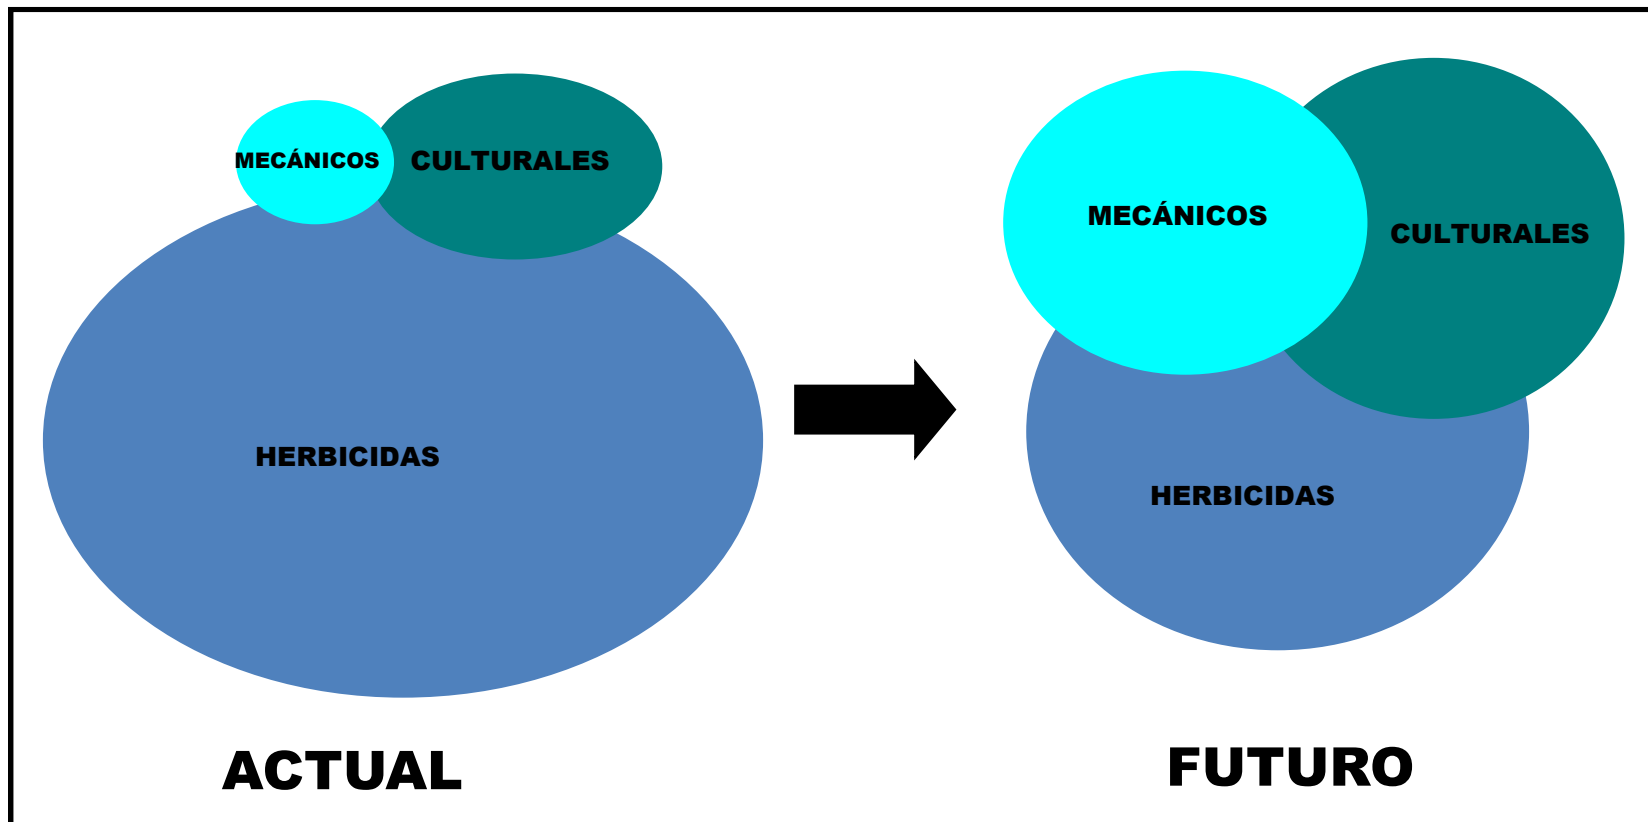 MECÁNICOS
CULTURALES
HERBICIDAS
ACTUAL
MECÁNICOS
CULTURALES
HERBICIDAS
FUTURO